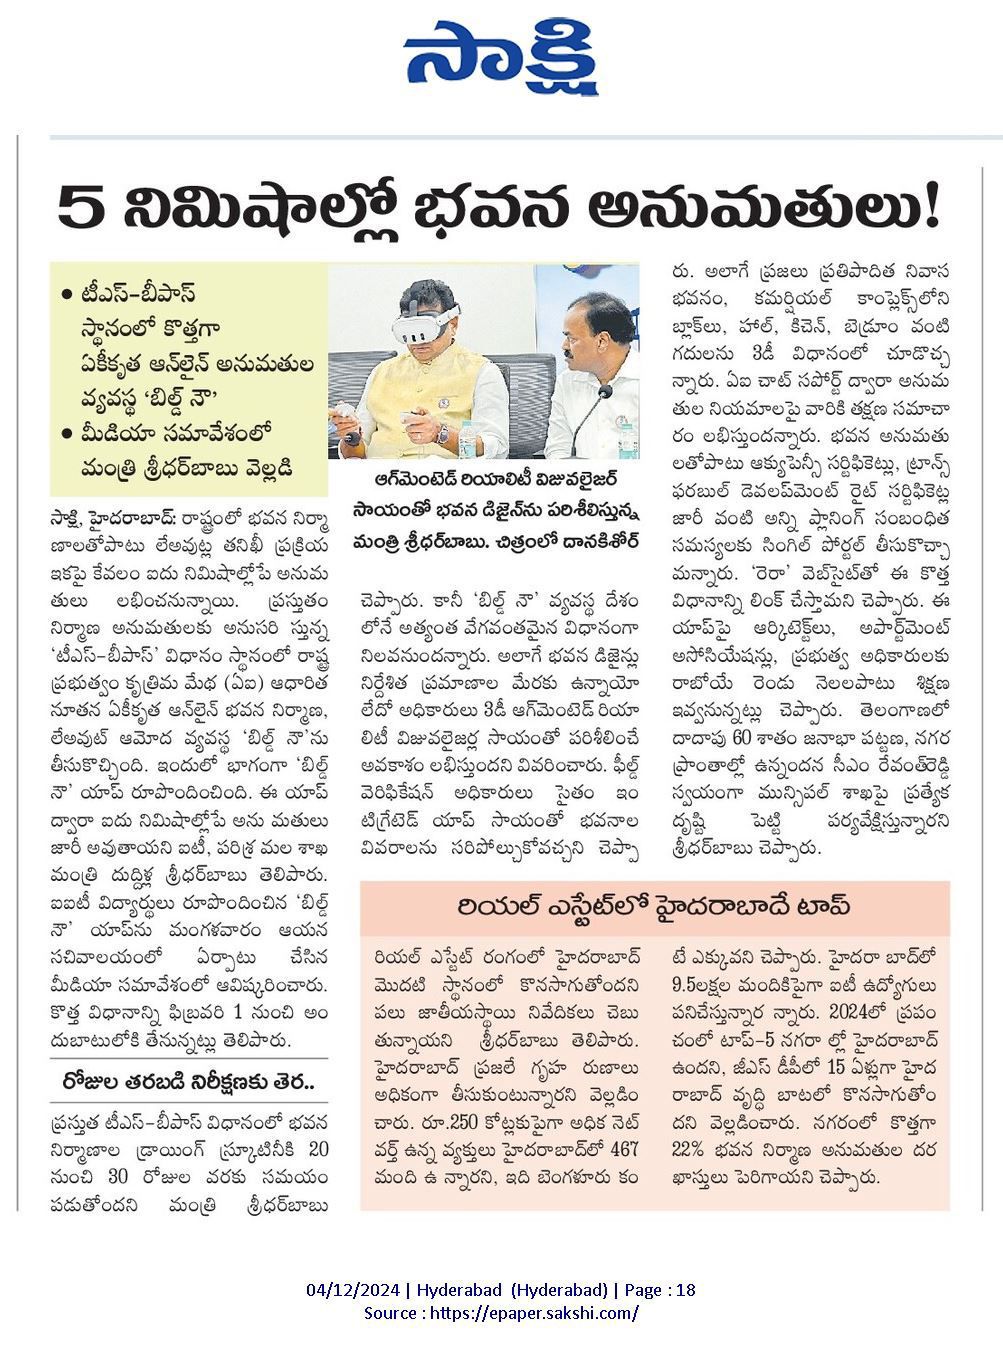 సాక్షి
5 నిమిషాల్లో భవన అనుమతులు!
• టీఎస్–బీపాస్
స్థానంలో కొత్తగా
ఏకీకృత ఆన్‌లైన్ అనుమతుల
వ్యవస్థ ‘బిల్డ్ నౌ’
• మీడియా సమావేశంలో
మంత్రి శ్రీధర్‌బాబు వెల్లడి
ఆగ్‌మెంటెడ్ రియాలిటీ విజువలైజర్
సాయంతో భవన డిజైన్‌ను పరిశీలిస్తున్న
మంత్రి శ్రీధర్‌బాబు. చిత్రంలో దానకిశోర్
సాక్షి, హైదరాబాద్: రాష్ట్రంలో భవన నిర్మా
ణాలతోపాటు లేఅవుట్ల తనిఖీ ప్రక్రియ
ఇకపై కేవలం ఐదు నిమిషాల్లోపే అనుమ
తులు లభించనున్నాయి. ప్రస్తుతం
నిర్మాణ అనుమతులకు అనుసరి స్తున్న
‘టీఎస్–బీపాస్’ విధానం స్థానంలో రాష్ట్ర
ప్రభుత్వం కృత్రిమ మేథ (ఏఐ) ఆధారిత
నూతన ఏకీకృత ఆన్‌లైన్ భవన నిర్మాణ,
లేఅవుట్ ఆమోద వ్యవస్థ ‘బిల్డ్ నౌ’ను
తీసుకొచ్చింది. ఇందులో భాగంగా ‘బిల్డ్
నౌ’ యాప్ రూపొందించింది. ఈ యాప్
ద్వారా ఐదు నిమిషాల్లోపే అను మతులు
జారీ అవుతాయని ఐటీ, పరిశ్ర మల శాఖ
మంత్రి దుద్దిళ్ల శ్రీధర్‌బాబు తెలిపారు.
ఐఐటీ విద్యార్థులు రూపొందించిన ‘బిల్డ్
నౌ’ యాప్‌ను మంగళవారం ఆయన
సచివాలయంలో ఏర్పాటు చేసిన
మీడియా సమావేశంలో ఆవిష్కరించారు.
కొత్త విధానాన్ని ఫిబ్రవరి 1 నుంచి అం
దుబాటులోకి తేనున్నట్లు తెలిపారు.
రోజుల తరబడి నిరీక్షణకు తెర..
ప్రస్తుత టీఎస్–బీపాస్ విధానంలో భవన
నిర్మాణాల డ్రాయింగ్ స్క్రూటినీకి 20
నుంచి 30 రోజుల వరకు సమయం
పడుతోందని మంత్రి శ్రీధర్‌బాబు
చెప్పారు. కానీ ‘బిల్డ్ నౌ’ వ్యవస్థ దేశం
లోనే అత్యంత వేగవంతమైన విధానంగా
నిలవనుందన్నారు. అలాగే భవన డిజైన్లు
నిర్దేశిత ప్రమాణాల మేరకు ఉన్నాయో
లేదో అధికారులు 3డీ ఆగ్‌మెంటెడ్ రియా
లిటీ విజువలైజర్ల సాయంతో పరిశీలించే
అవకాశం లభిస్తుందని వివరించారు. ఫీల్డ్
వెరిఫికేషన్ అధికారులు సైతం ఇం
టిగ్రేటెడ్ యాప్ సాయంతో భవనాల
వివరాలను సరిపోల్చుకోవచ్చని చెప్పా
రు. అలాగే ప్రజలు ప్రతిపాదిత నివాస
భవనం, కమర్షియల్ కాంప్లెక్స్‌లోని
బ్లాక్‌లు, హాల్, కిచెన్, బెడ్రూం వంటి
గదులను 3డీ విధానంలో చూడొచ్చ
న్నారు. ఏఐ చాట్ సపోర్ట్ ద్వారా అనుమ
తుల నియమాలపై వారికి తక్షణ సమాచా
రం లభిస్తుందన్నారు. భవన అనుమతు
లతోపాటు ఆక్యుపెన్సీ సర్టిఫికెట్లు, ట్రాన్స్
ఫరబుల్ డెవలప్‌మెంట్ రైట్ సర్టిఫికెట్ల
జారీ వంటి అన్ని ప్లానింగ్ సంబంధిత
సమస్యలకు సింగిల్ పోర్టల్ తీసుకొచ్చా
మన్నారు. ‘రెరా’ వెబ్‌సైట్‌తో ఈ కొత్త
విధానాన్ని లింక్ చేస్తామని చెప్పారు. ఈ
యాప్‌పై ఆర్కిటెక్ట్‌లు, అపార్ట్‌మెంట్
అసోసియేషన్లు, ప్రభుత్వ అధికారులకు
రాబోయే రెండు నెలలపాటు శిక్షణ
ఇవ్వనున్నట్లు చెప్పారు. తెలంగాణలో
దాదాపు 60 శాతం జనాభా పట్టణ, నగర
ప్రాంతాల్లో ఉన్నందన సీఎం రేవంత్‌రెడ్డి
స్వయంగా మున్సిపల్ శాఖపై ప్రత్యేక
దృష్టి పెట్టి పర్యవేక్షిస్తున్నారని
శ్రీధర్‌బాబు చెప్పారు.
రియల్ ఎస్టేట్‌లో హైదరాబాదే టాప్
రియల్ ఎస్టేట్ రంగంలో హైదరాబాద్
మొదటి స్థానంలో కొనసాగుతోందని
పలు జాతీయస్థాయి నివేదికలు చెబు
తున్నాయని శ్రీధర్‌బాబు తెలిపారు.
హైదరాబాద్ ప్రజలే గృహ రుణాలు
అధికంగా తీసుకుంటున్నారని వెల్లడిం
చారు. రూ.250 కోట్లకుపైగా అధిక నెట్
వర్త్ ఉన్న వ్యక్తులు హైదరాబాద్‌లో 467
మంది ఉ న్నారని, ఇది బెంగళూరు కం
టే ఎక్కువని చెప్పారు. హైదరా బాద్‌లో
9.5లక్షల మందికిపైగా ఐటీ ఉద్యోగులు
పనిచేస్తున్నార న్నారు. 2024లో ప్రపం
చంలో టాప్–5 నగరా ల్లో హైదరాబాద్
ఉందని, జీఎస్ డీపీలో 15 ఏళ్లుగా హైద
రాబాద్ వృద్ధి బాటలో కొనసాగుతోం
దని వెల్లడించారు. నగరంలో కొత్తగా
22% భవన నిర్మాణ అనుమతుల దర
ఖాస్తులు పెరిగాయని చెప్పారు.
04/12/2024 | Hyderabad (Hyderabad) | Page : 18
Source : https://epaper.sakshi.com/